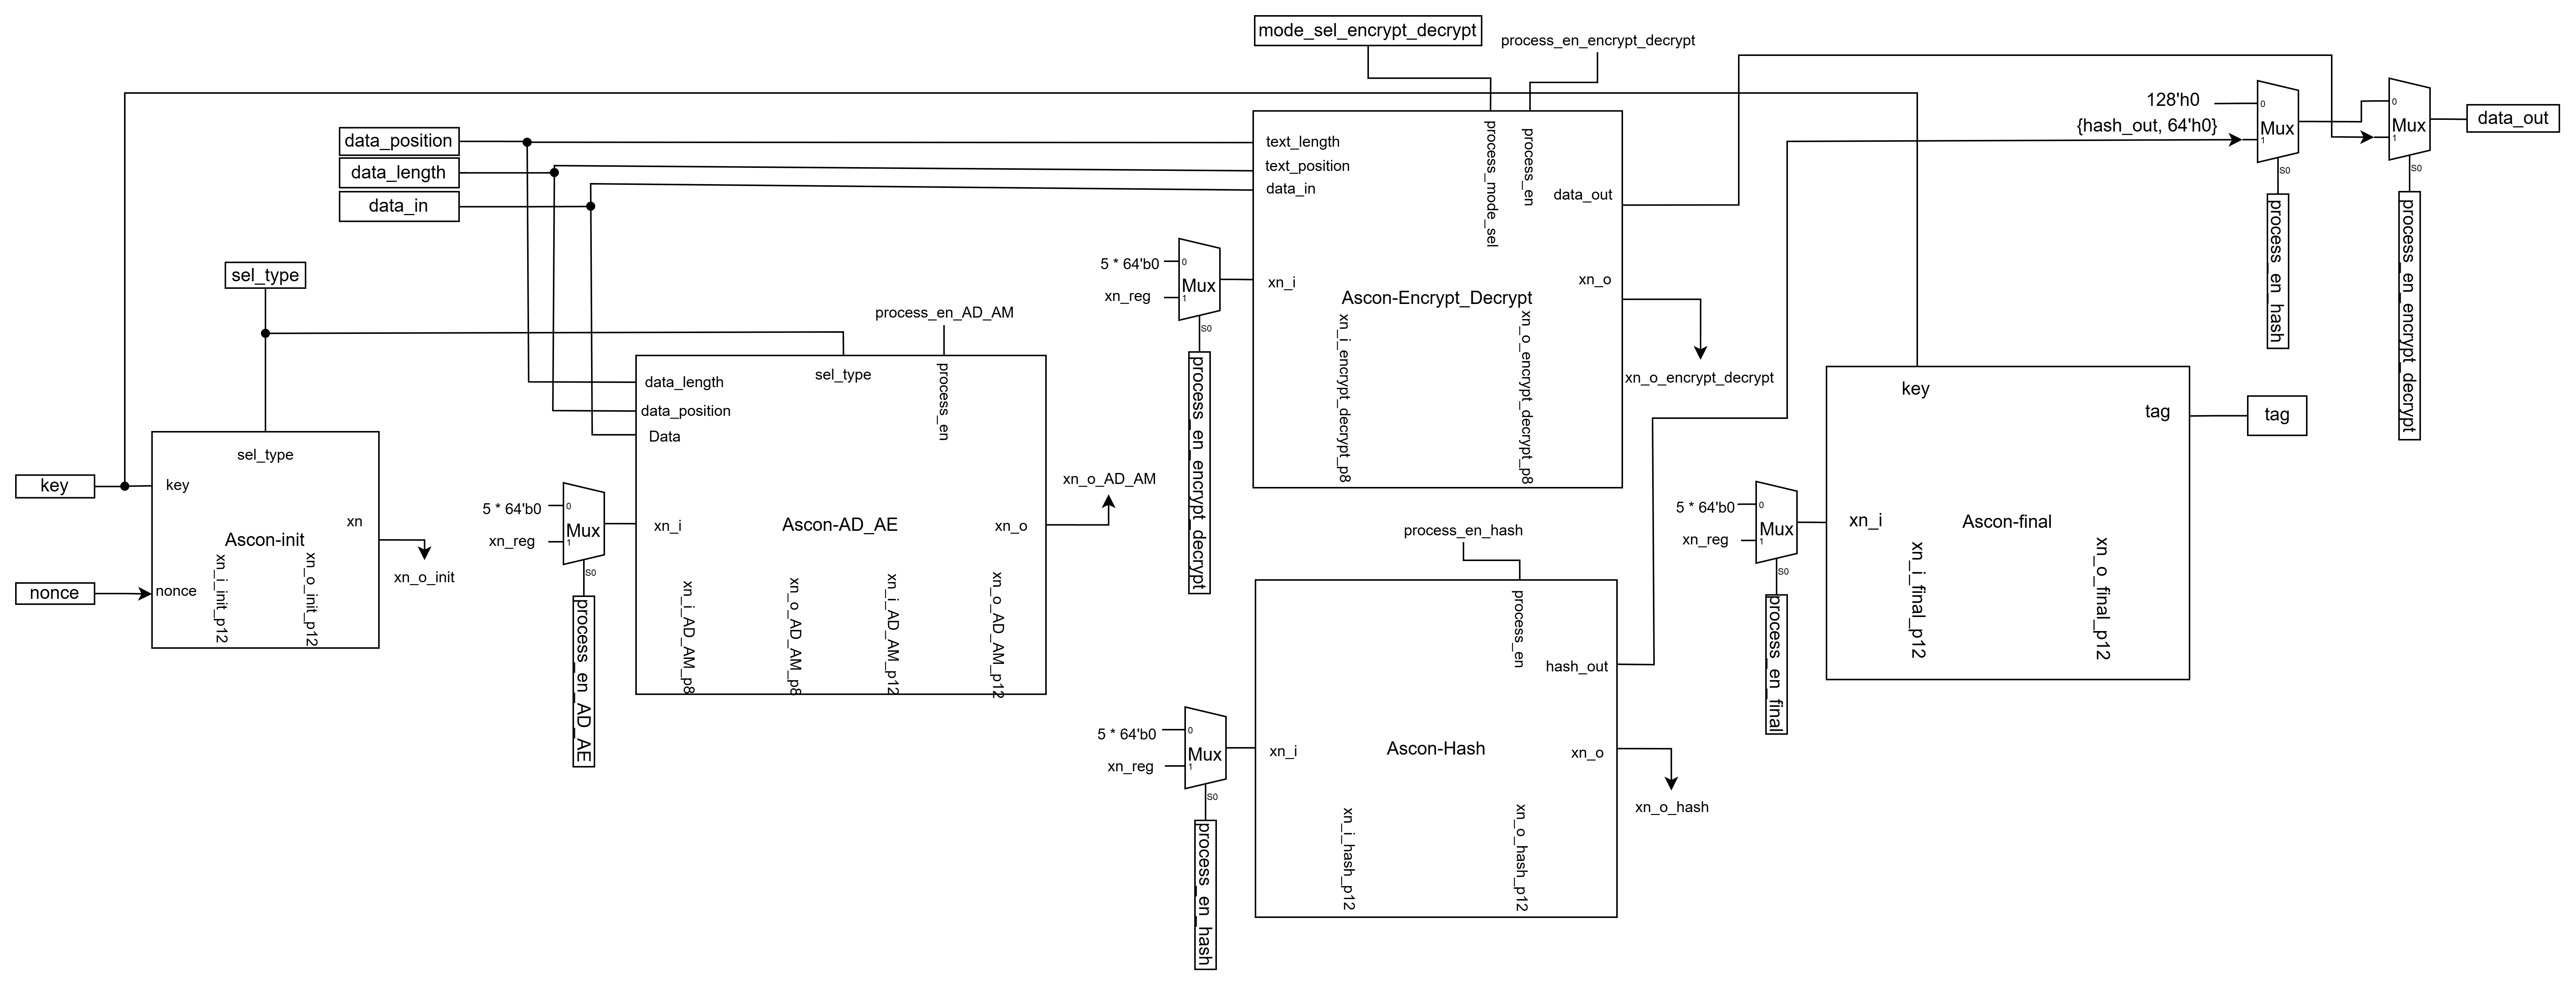 mode_sel_encrypt_decrypt
process_en_encrypt_decrypt
data_position
data_length
data_in
sel_type
key
nonce
sel_type
key
xn
Ascon-init
nonce
xn_i_init_p12
xn_o_init_p12
xn_o_init
5 * 64'b0
xn_reg
0
Mux
1
S0
process_en_AD_AE
process_en_AD_AM
data_length
data_position
Data
sel_type
process_en
xn_i
Ascon-AD_AE
xn_o
xn_i_AD_AM_p8
xn_o_AD_AM_p8
xn_i_AD_AM_p12
xn_o_AD_AM_p12
xn_o_AD_AM
5 * 64'b0
xn_reg
0
Mux
1
S0
process_en_encrypt_decrypt
text_length
text_position
data_in
process_mode_sel
process_en
data_out
xn_i
Ascon-Encrypt_Decrypt
xn_o
xn_i_encrypt_decrypt_p8
xn_o_encrypt_decrypt_p8
xn_o_encrypt_decrypt
process_en_hash
5 * 64'b0
xn_reg
0
Mux
1
S0
process_en_hash
process_en
hash_out
xn_i
Ascon-Hash
xn_o
xn_i_hash_p12
xn_o_hash_p12
xn_o_hash
5 * 64'b0
xn_reg
0
Mux
1
S0
process_en_final
key
tag
xn_i
Ascon-final
xn_i_final_p12
xn_o_final_p12
tag
128'h0
{hash_out, 64'h0}
0
Mux
1
S0
process_en_hash
0
Mux
1
S0
process_en_encrypt_decrypt
data_out